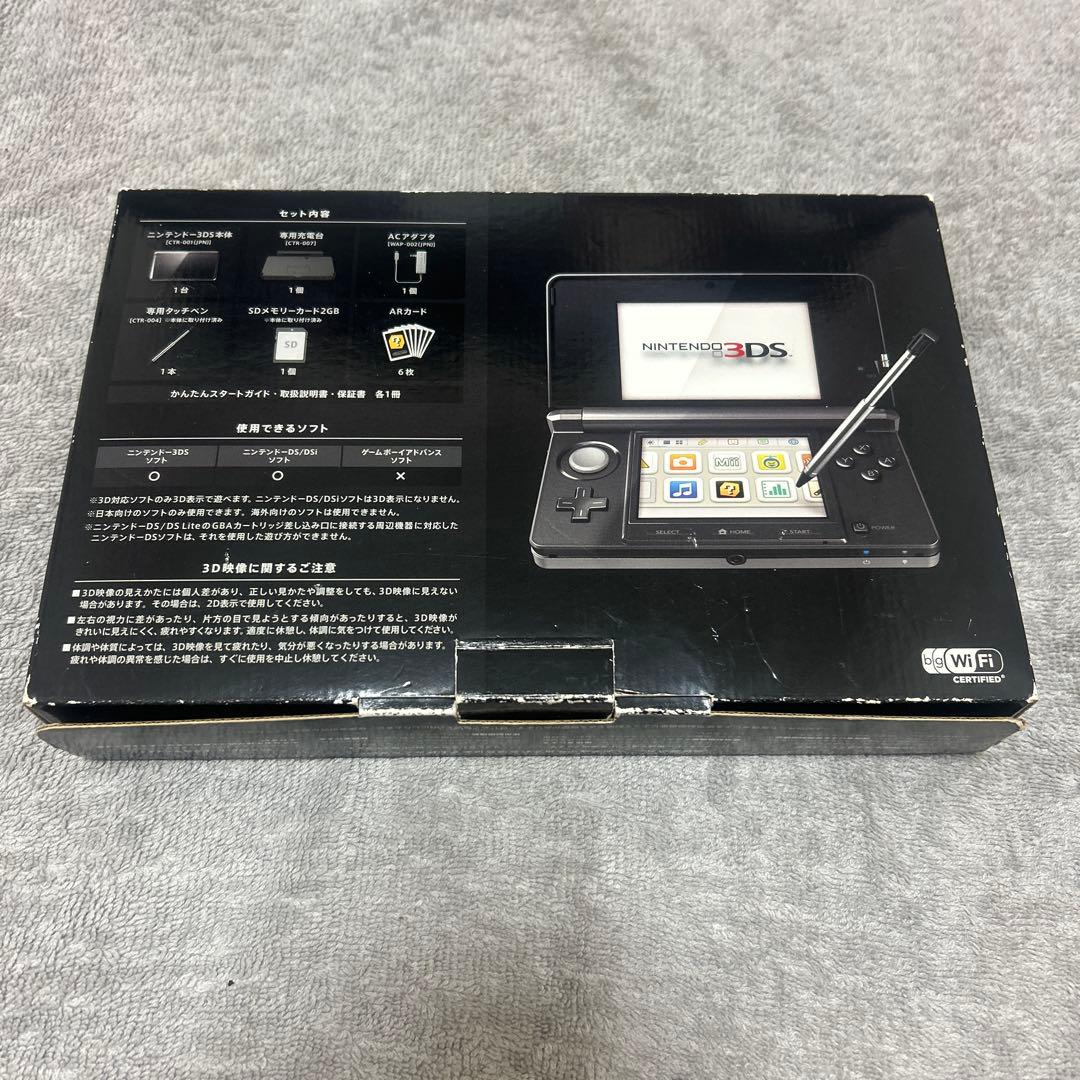 セット内容
ニンテンドー3DS本体
[CTR-001(JPN)]
1台
専用充電台
[CTR-007]
1個
ACアダプタ
[WAP-002(JPN)]
1個
専用タッチペン
[CTR-004] ※本体に取り付け済み
1本
SDメモリーカード2GB
※本体に取り付け済み
SD
1個
ARカード
6枚
かんたんスタートガイド・取扱説明書・保証書 各1冊
使用できるソフト
ニンテンドー3DS
ソフト
ニンテンドーDS/DSi
ソフト
ゲームボーイアドバンス
ソフト
○
○
×
※3D対応ソフトのみ3D表示で遊べます。ニンテンドーDS/DSiソフトは3D表示になりません。
※日本向けのソフトのみ使用できます。海外向けのソフトは使用できません。
※ニンテンドーDS/DS LiteのGBAカートリッジ差し込み口に接続する周辺機器に対応した
ニンテンドーDSソフトは、それを使用した遊び方ができません。
3D映像に関するご注意
■3D映像の見えかたには個人差があり、正しい見かたや調整をしても、3D映像に見えない
場合があります。その場合は、2D表示で使用してください。
■左右の視力に差があったり、片方の目で見ようとする傾向があったりすると、3D映像が
きれいに見えにくく、疲れやすくなります。適度に休憩し、体調に気をつけて使用してください。
■体調や体質によっては、3D映像を見て疲れたり、気分が悪くなったりする場合があります。
疲れや体調の異常を感じた場合は、すぐに使用を中止し休憩してください。
NINTENDO 3DS™
Mii
X
Y
A
B
SELECT
HOME
START
POWER
b g Wi Fi
CERTIFIED®